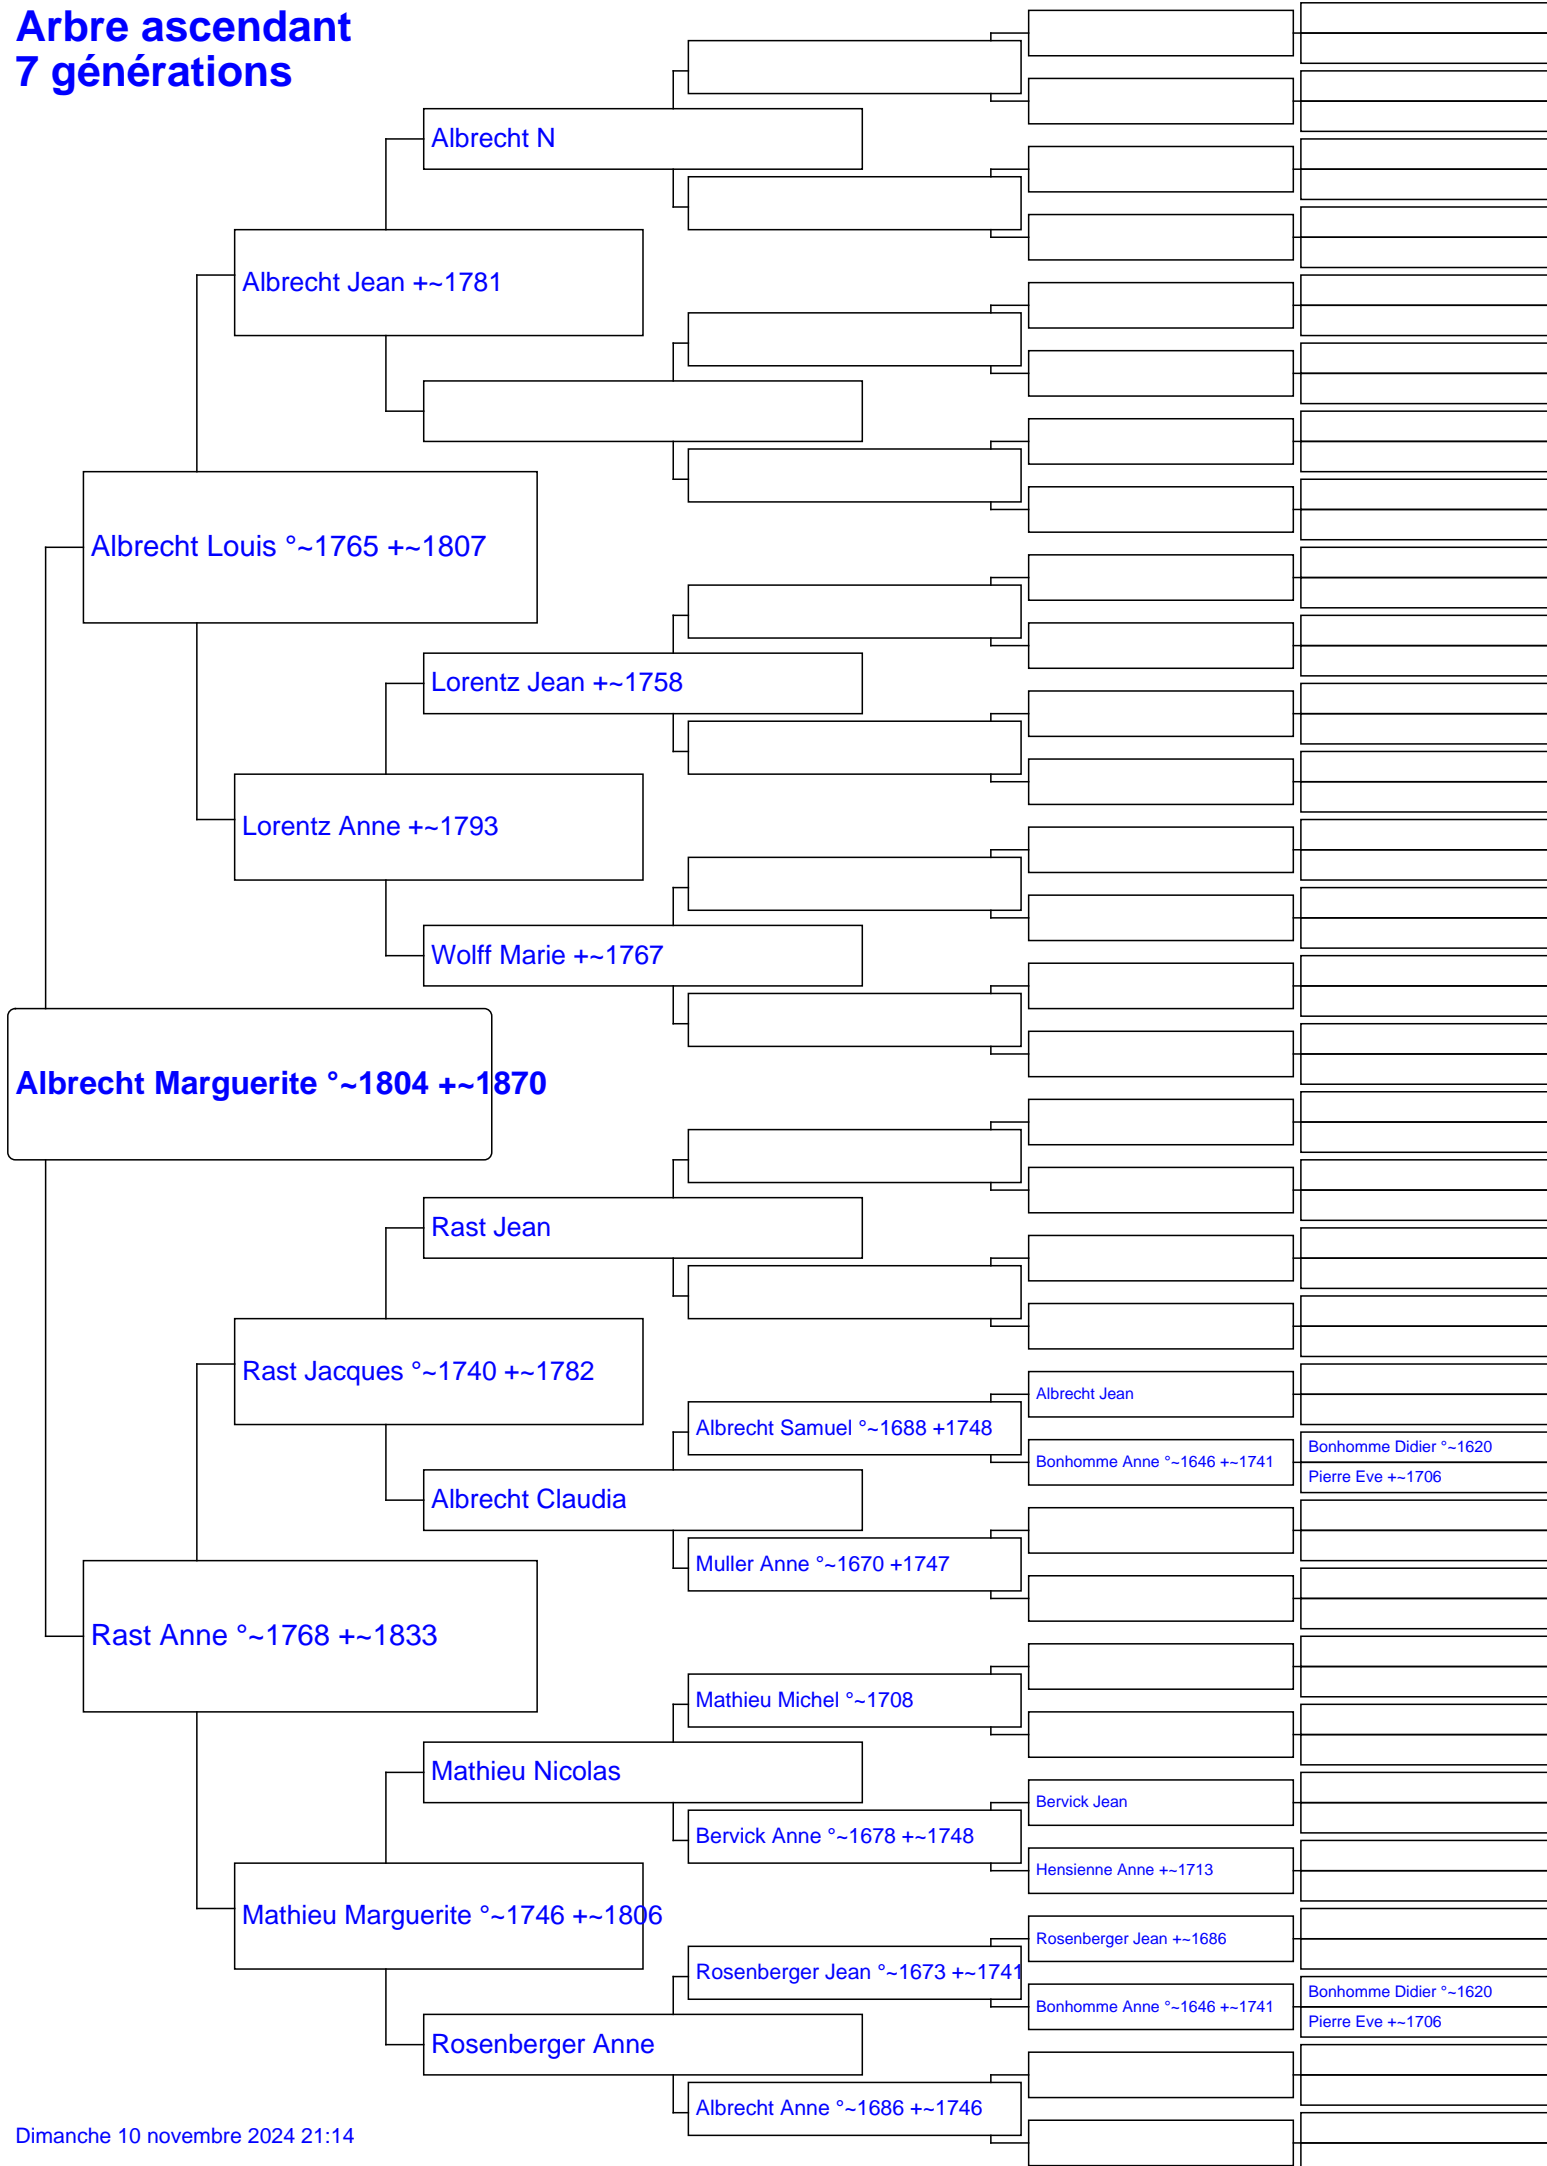 Arbre ascendant
7 générations
Albrecht N
Albrecht Jean +~1781
Albrecht Louis °~1765 +~1807
Lorentz Jean +~1758
Lorentz Anne +~1793
Wolff Marie +~1767
Albrecht Marguerite °~1804 +~1870
Rast Jean
Rast Jacques °~1740 +~1782
Albrecht Jean
Albrecht Samuel °~1688 +1748
Bonhomme Anne °~1646 +~1741
Bonhomme Didier °~1620
Pierre Eve +~1706
Albrecht Claudia
Muller Anne °~1670 +1747
Rast Anne °~1768 +~1833
Mathieu Michel °~1708
Mathieu Nicolas
Bervick Jean
Bervick Anne °~1678 +~1748
Hensienne Anne +~1713
Mathieu Marguerite °~1746 +~1806
Rosenberger Jean +~1686
Rosenberger Jean °~1673 +~1741
Bonhomme Anne °~1646 +~1741
Bonhomme Didier °~1620
Pierre Eve +~1706
Rosenberger Anne
Albrecht Anne °~1686 +~1746
Dimanche 10 novembre 2024 21:14